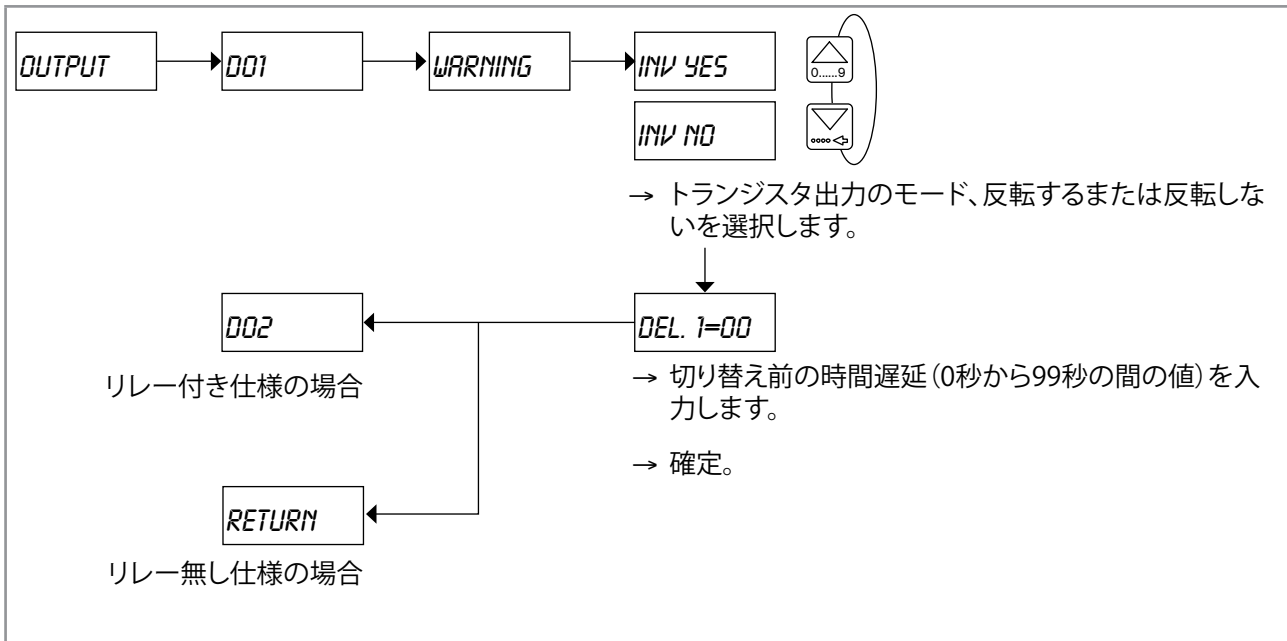 OUTPUT
DO1
WARNING
INV YES
0......9
INV NO
→ トランジスタ出力のモード、反転するまたは反転しな
いを選択します。
DO2
DEL. 1=00
リレー付き仕様の場合
→ 切り替え前の時間遅延(0秒から99秒の間の値)を入
力します。
→ 確定。
RETURN
リレー無し仕様の場合